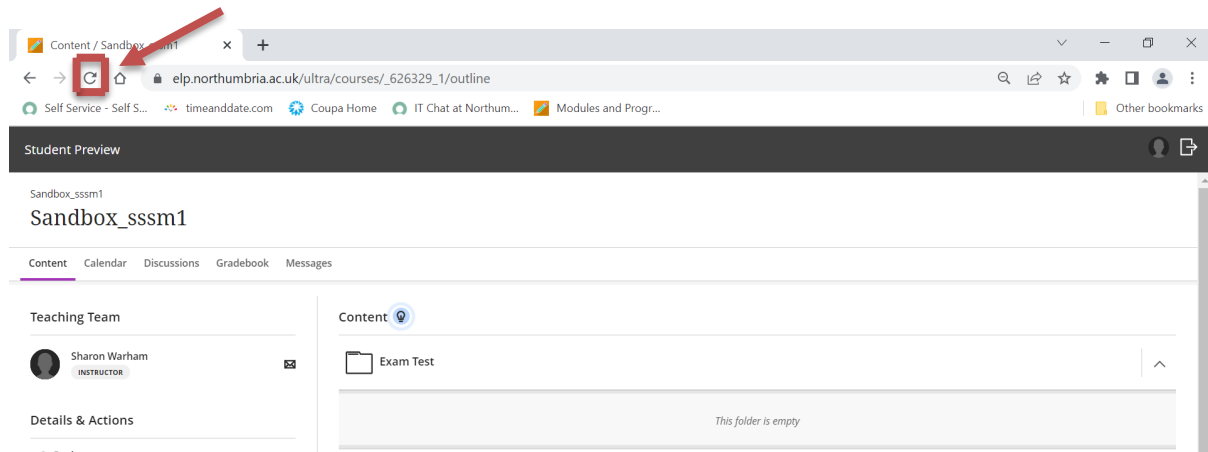 Content / Sandbox_sssm1
elp.northumbria.ac.uk/ultra/courses/_626329_1/outline
Self Service - Self S... timeanddate.com Coupa Home IT Chat at Northum... Modules and Progr... Other bookmarks
Student Preview
Sandbox_sssm1
Sandbox_sssm1
Content Calendar Discussions Gradebook Messages
Teaching Team
Content
Sharon Warham
INSTRUCTOR
Exam Test
Details & Actions
This folder is empty